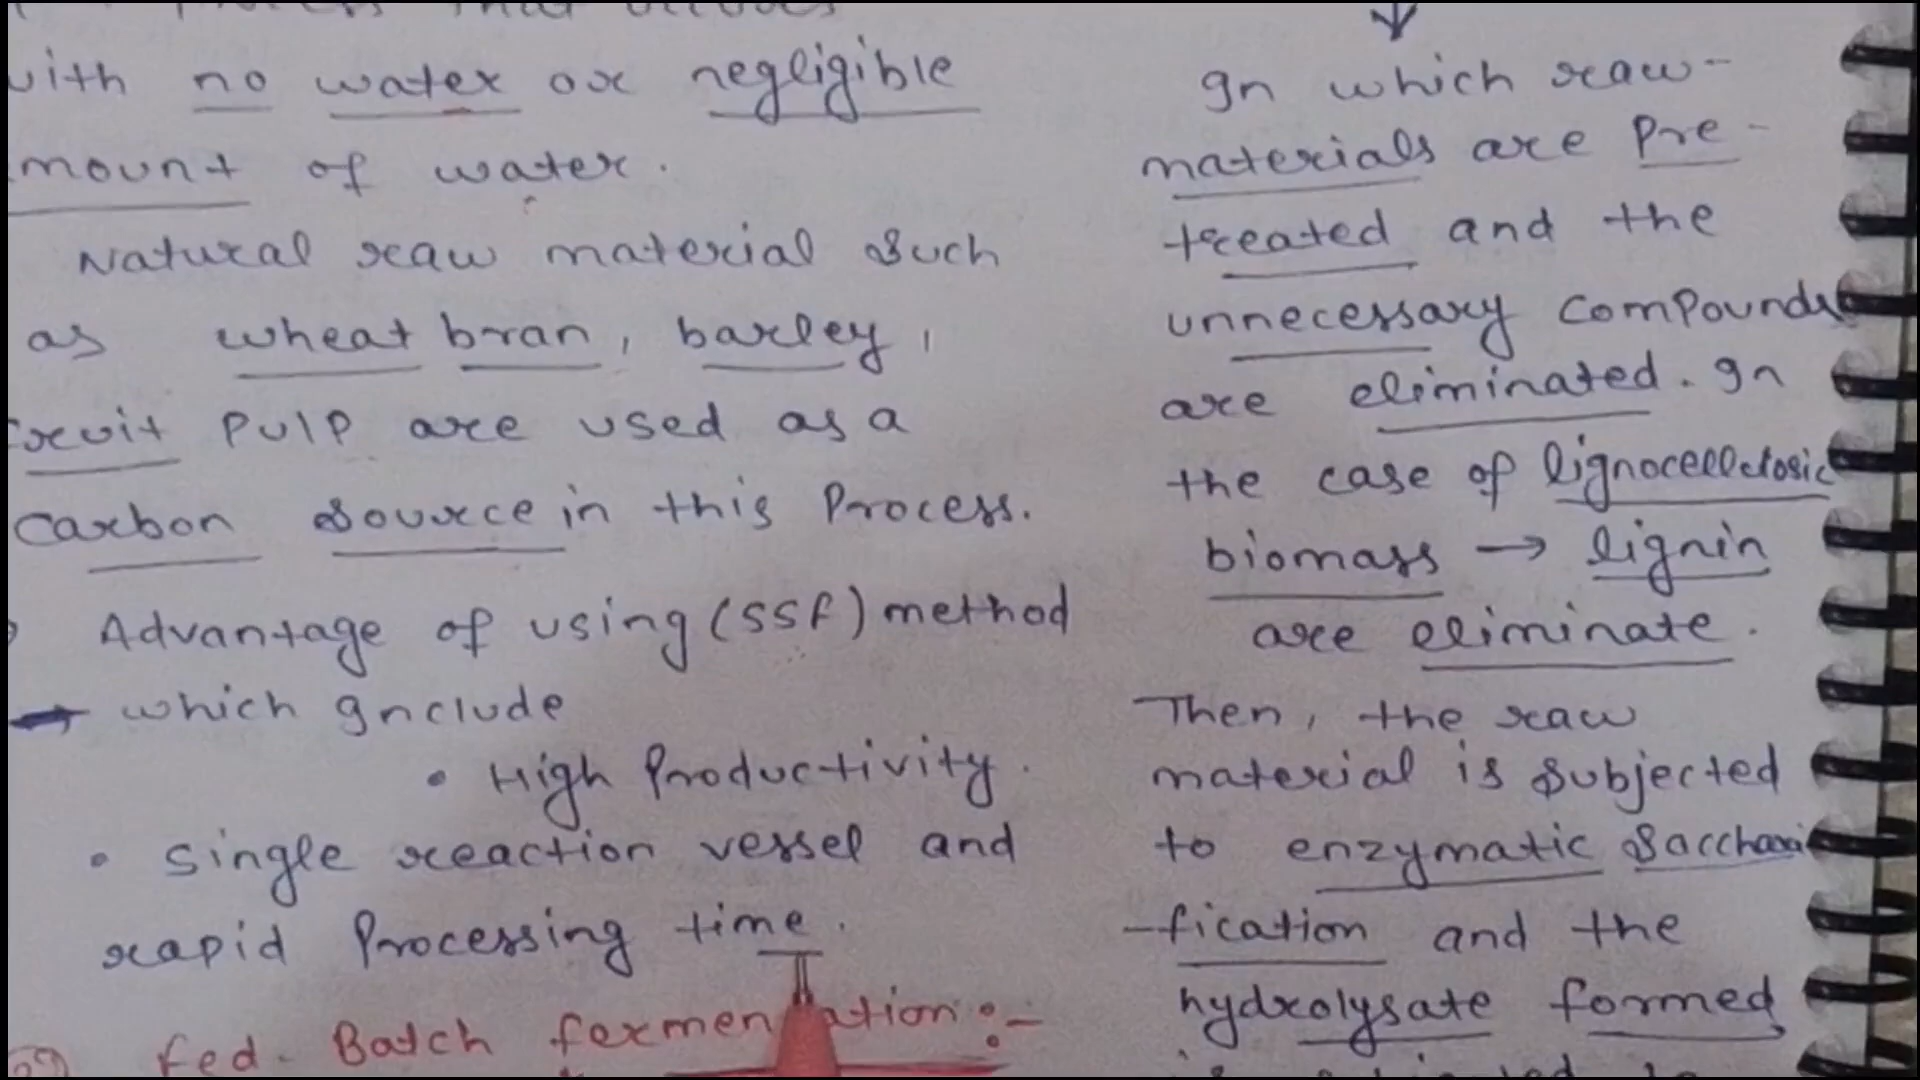 Process that occurs
with no water or negligible
mount of water.
Natural raw material such
as wheat bran, barley,
fruit pulp are used as a
carbon source in this Process.
Advantage of using (SSF) method
→ which Include
• High Productivity.
• single reaction vessel and
rapid Processing time.
Fed-Batch fermentation :-
In which raw-
materials are Pre-
treated and the
unnecessary compounds
are eliminated. In
the case of lignocellulosic
biomass → lignin
are eliminate.
Then, the raw
material is subjected
to enzymatic sacchari
-fication and the
hydrolysate formed